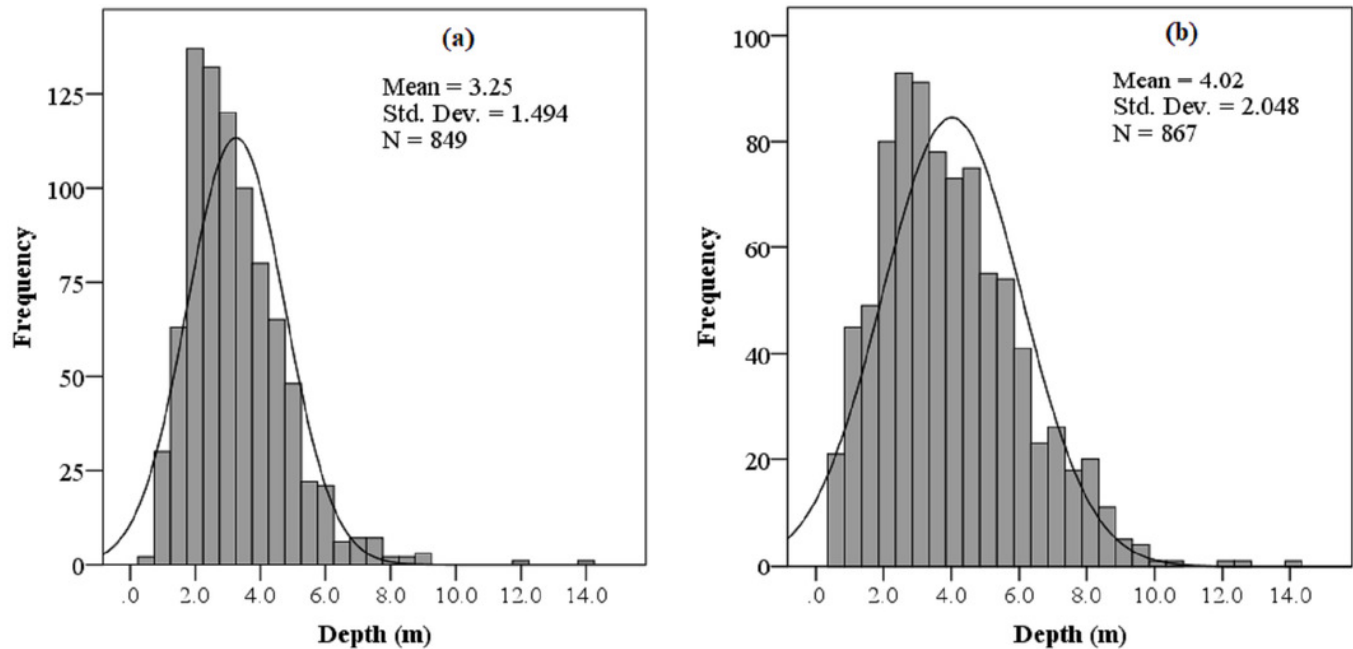 (a)
Mean = 3.25
Std. Dev. = 1.494
N = 849
Frequency
125
100
75
50
25
0
.0 2.0 4.0 6.0 8.0 10.0 12.0 14.0
Depth (m)
(b)
Mean = 4.02
Std. Dev. = 2.048
N = 867
Frequency
100
80
60
40
20
0
.0 2.0 4.0 6.0 8.0 10.0 12.0 14.0
Depth (m)